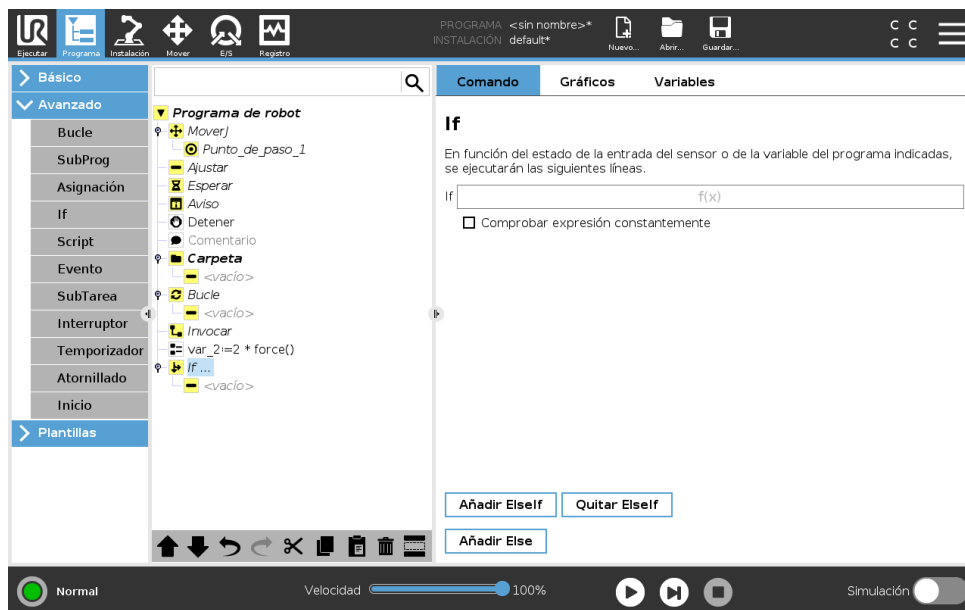 UR
Ejecutar
Programa
Instalación
Mover
E/S
Registro
PROGRAMA <sin nombre>*
INSTALACIÓN default*
Nuevo...
Abrir...
Guardar...
C C
C C
Básico
Avanzado
Bucle
SubProg
Asignación
If
Script
Evento
SubTarea
Interruptor
Temporizador
Atornillado
Inicio
Plantillas
Programa de robot
MoverJ
Punto_de_paso_1
Ajustar
Esperar
Aviso
Detener
Comentario
Carpeta
<vacío>
Bucle
<vacío>
Invocar
var_2:=2 * force()
If ...
<vacío>
Comando
Gráficos
Variables
If
En función del estado de la entrada del sensor o de la variable del programa indicadas,
se ejecutarán las siguientes líneas.
If f(x)
Comprobar expresión constantemente
Añadir ElseIf
Quitar ElseIf
Añadir Else
Normal
Velocidad
100%
Simulación